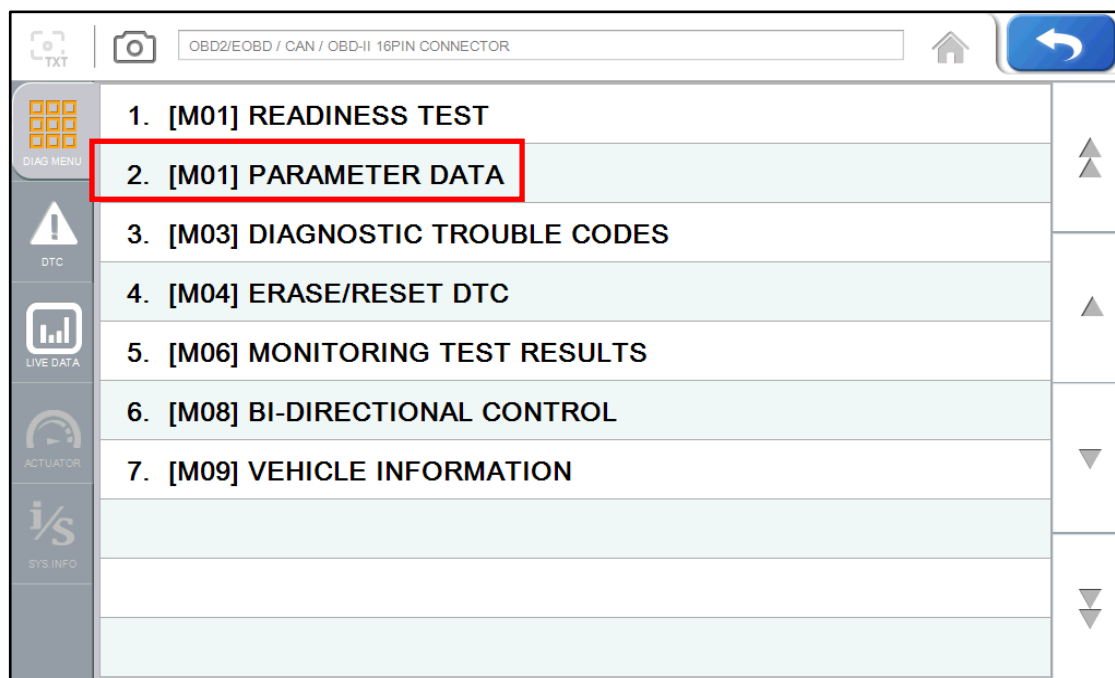 TXT
OBD2/EOBD / CAN / OBD-II 16PIN CONNECTOR
DIAG MENU
DTC
LIVE DATA
ACTUATOR
i/S
SYS.INFO
1. [M01] READINESS TEST
2. [M01] PARAMETER DATA
3. [M03] DIAGNOSTIC TROUBLE CODES
4. [M04] ERASE/RESET DTC
5. [M06] MONITORING TEST RESULTS
6. [M08] BI-DIRECTIONAL CONTROL
7. [M09] VEHICLE INFORMATION